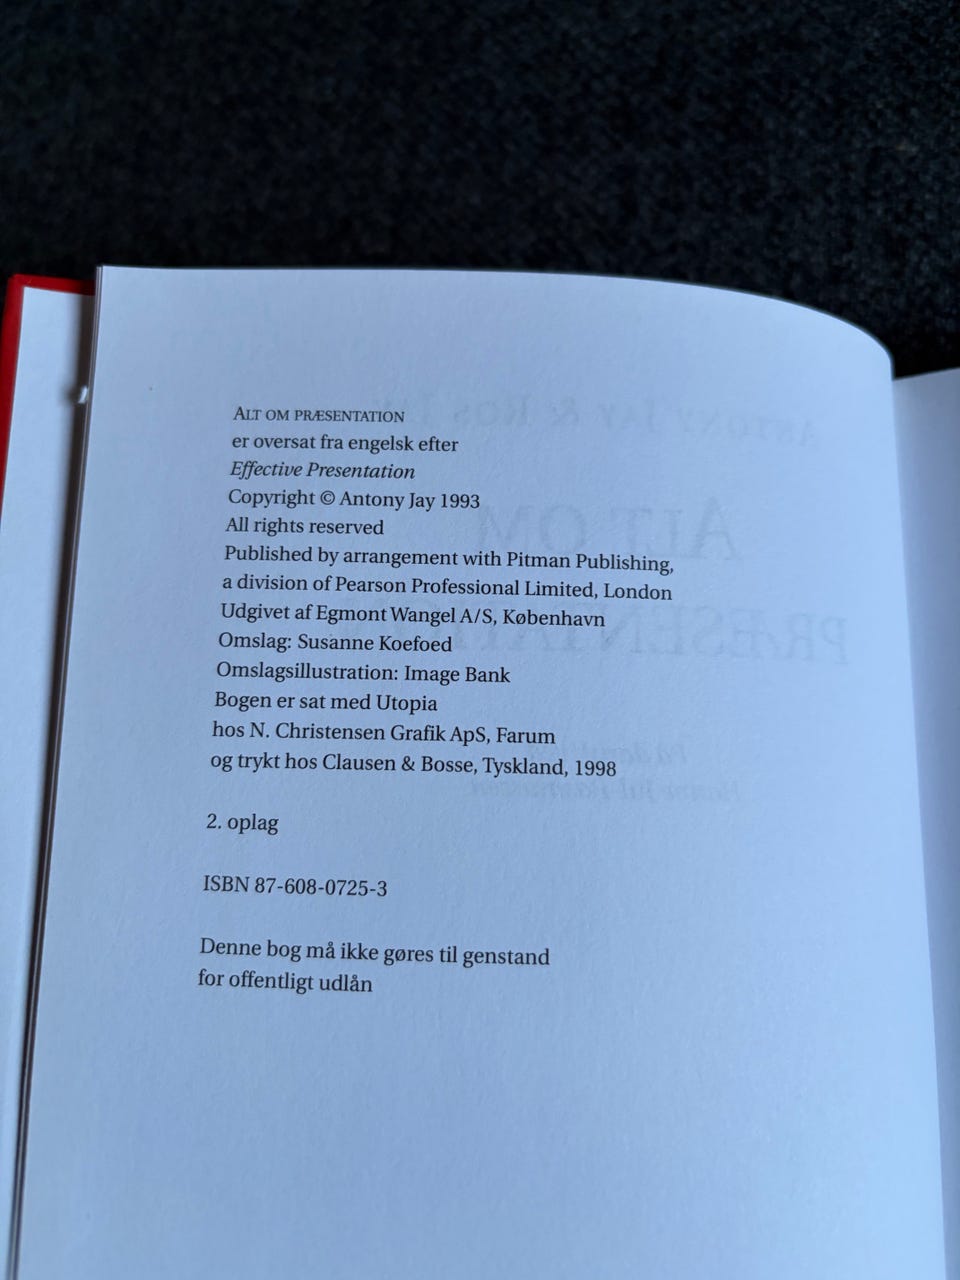 ALT OM PRÆSENTATION
er oversat fra engelsk efter
Effective Presentation
Copyright © Antony Jay 1993
All rights reserved
Published by arrangement with Pitman Publishing,
a division of Pearson Professional Limited, London
Udgivet af Egmont Wangel A/S, København
Omslag: Susanne Koefoed
Omslagsillustration: Image Bank
Bogen er sat med Utopia
hos N. Christensen Grafik ApS, Farum
og trykt hos Clausen & Bosse, Tyskland, 1998
2. oplag
ISBN 87-608-0725-3
Denne bog må ikke gøres til genstand
for offentligt udlån